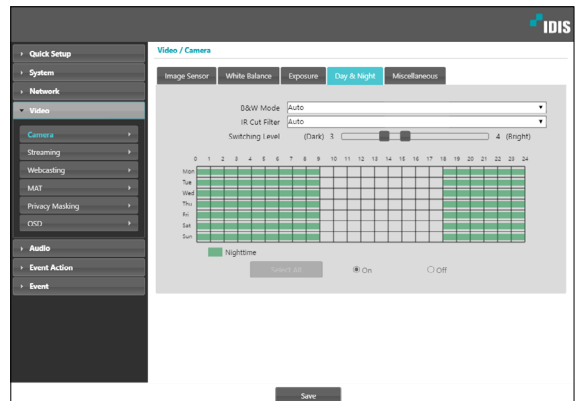 IDIS
Quick Setup
System
Network
Video
Camera
Streaming
Webcasting
MAT
Privacy Masking
OSD
Audio
Event Action
Event
Video / Camera
Image Sensor White Balance Exposure Day & Night Miscellaneous
B&W Mode Auto
IR Cut Filter Auto
Switching Level (Dark) 3 4 (Bright)
0 1 2 3 4 5 6 7 8 9 10 11 12 13 14 15 16 17 18 19 20 21 22 23 24
Mon
Tue
Wed
Thu
Fri
Sat
Sun
Nighttime
Select All On Off
Save